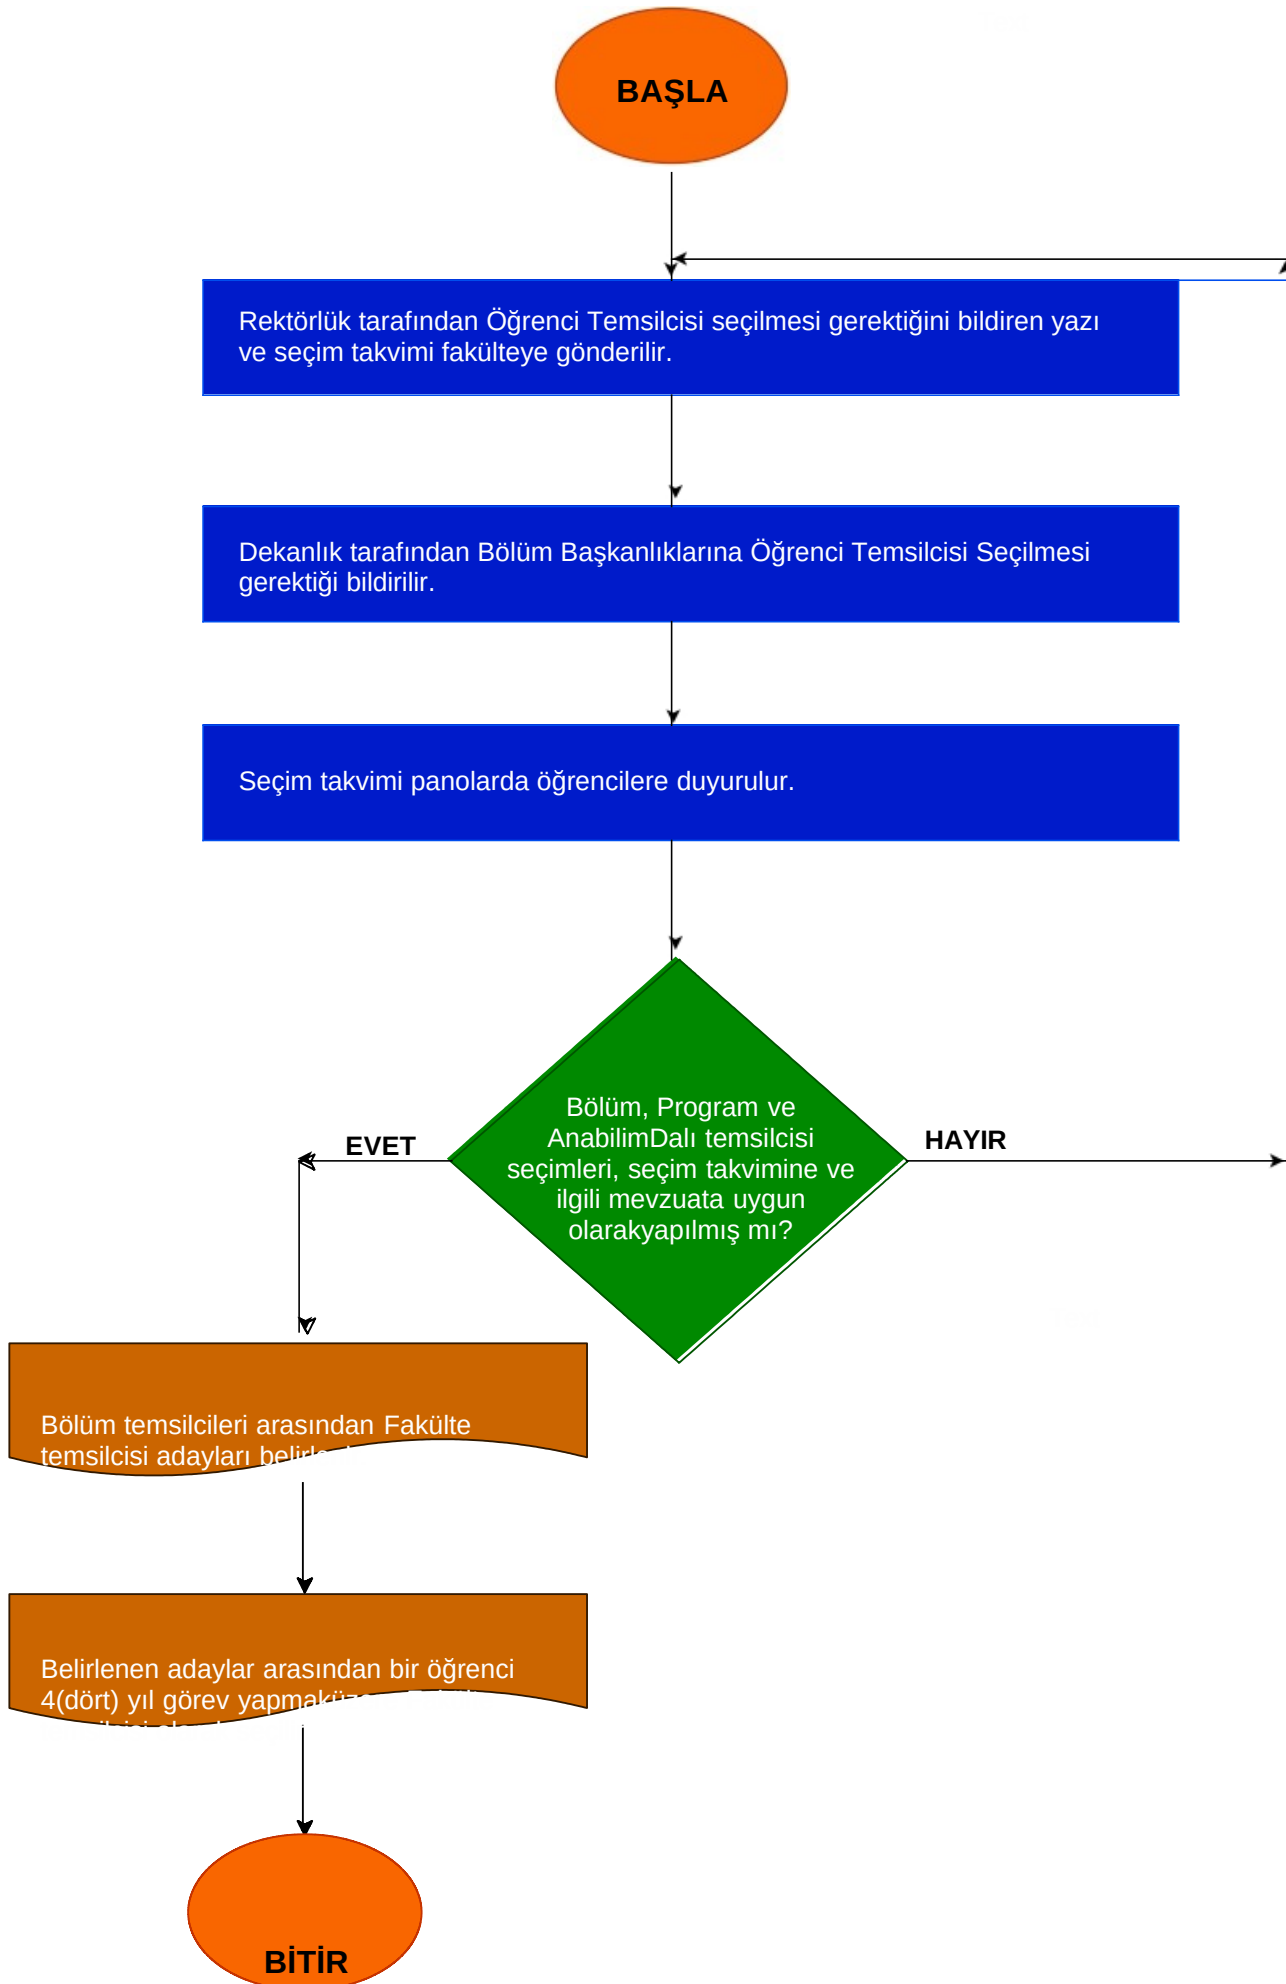 BAŞLA
Rektörlük tarafından Öğrenci Temsilcisi seçilmesi gerektiğini bildiren yazı
ve seçim takvimi fakülteye gönderilir.
Dekanlık tarafından Bölüm Başkanlıklarına Öğrenci Temsilcisi Seçilmesi
gerektiği bildirilir.
Seçim takvimi panolarda öğrencilere duyurulur.
Bölüm, Program ve
AnabilimDalı temsilcisi
seçimleri, seçim takvimine ve
ilgili mevzuata uygun
olarakyapılmış mı?
EVET
HAYIR
Bölüm temsilcileri arasından Fakülte
temsilcisi adayları
Belirlenen adaylar arasından bir öğrenci
4(dört) yıl görev
BİTİR